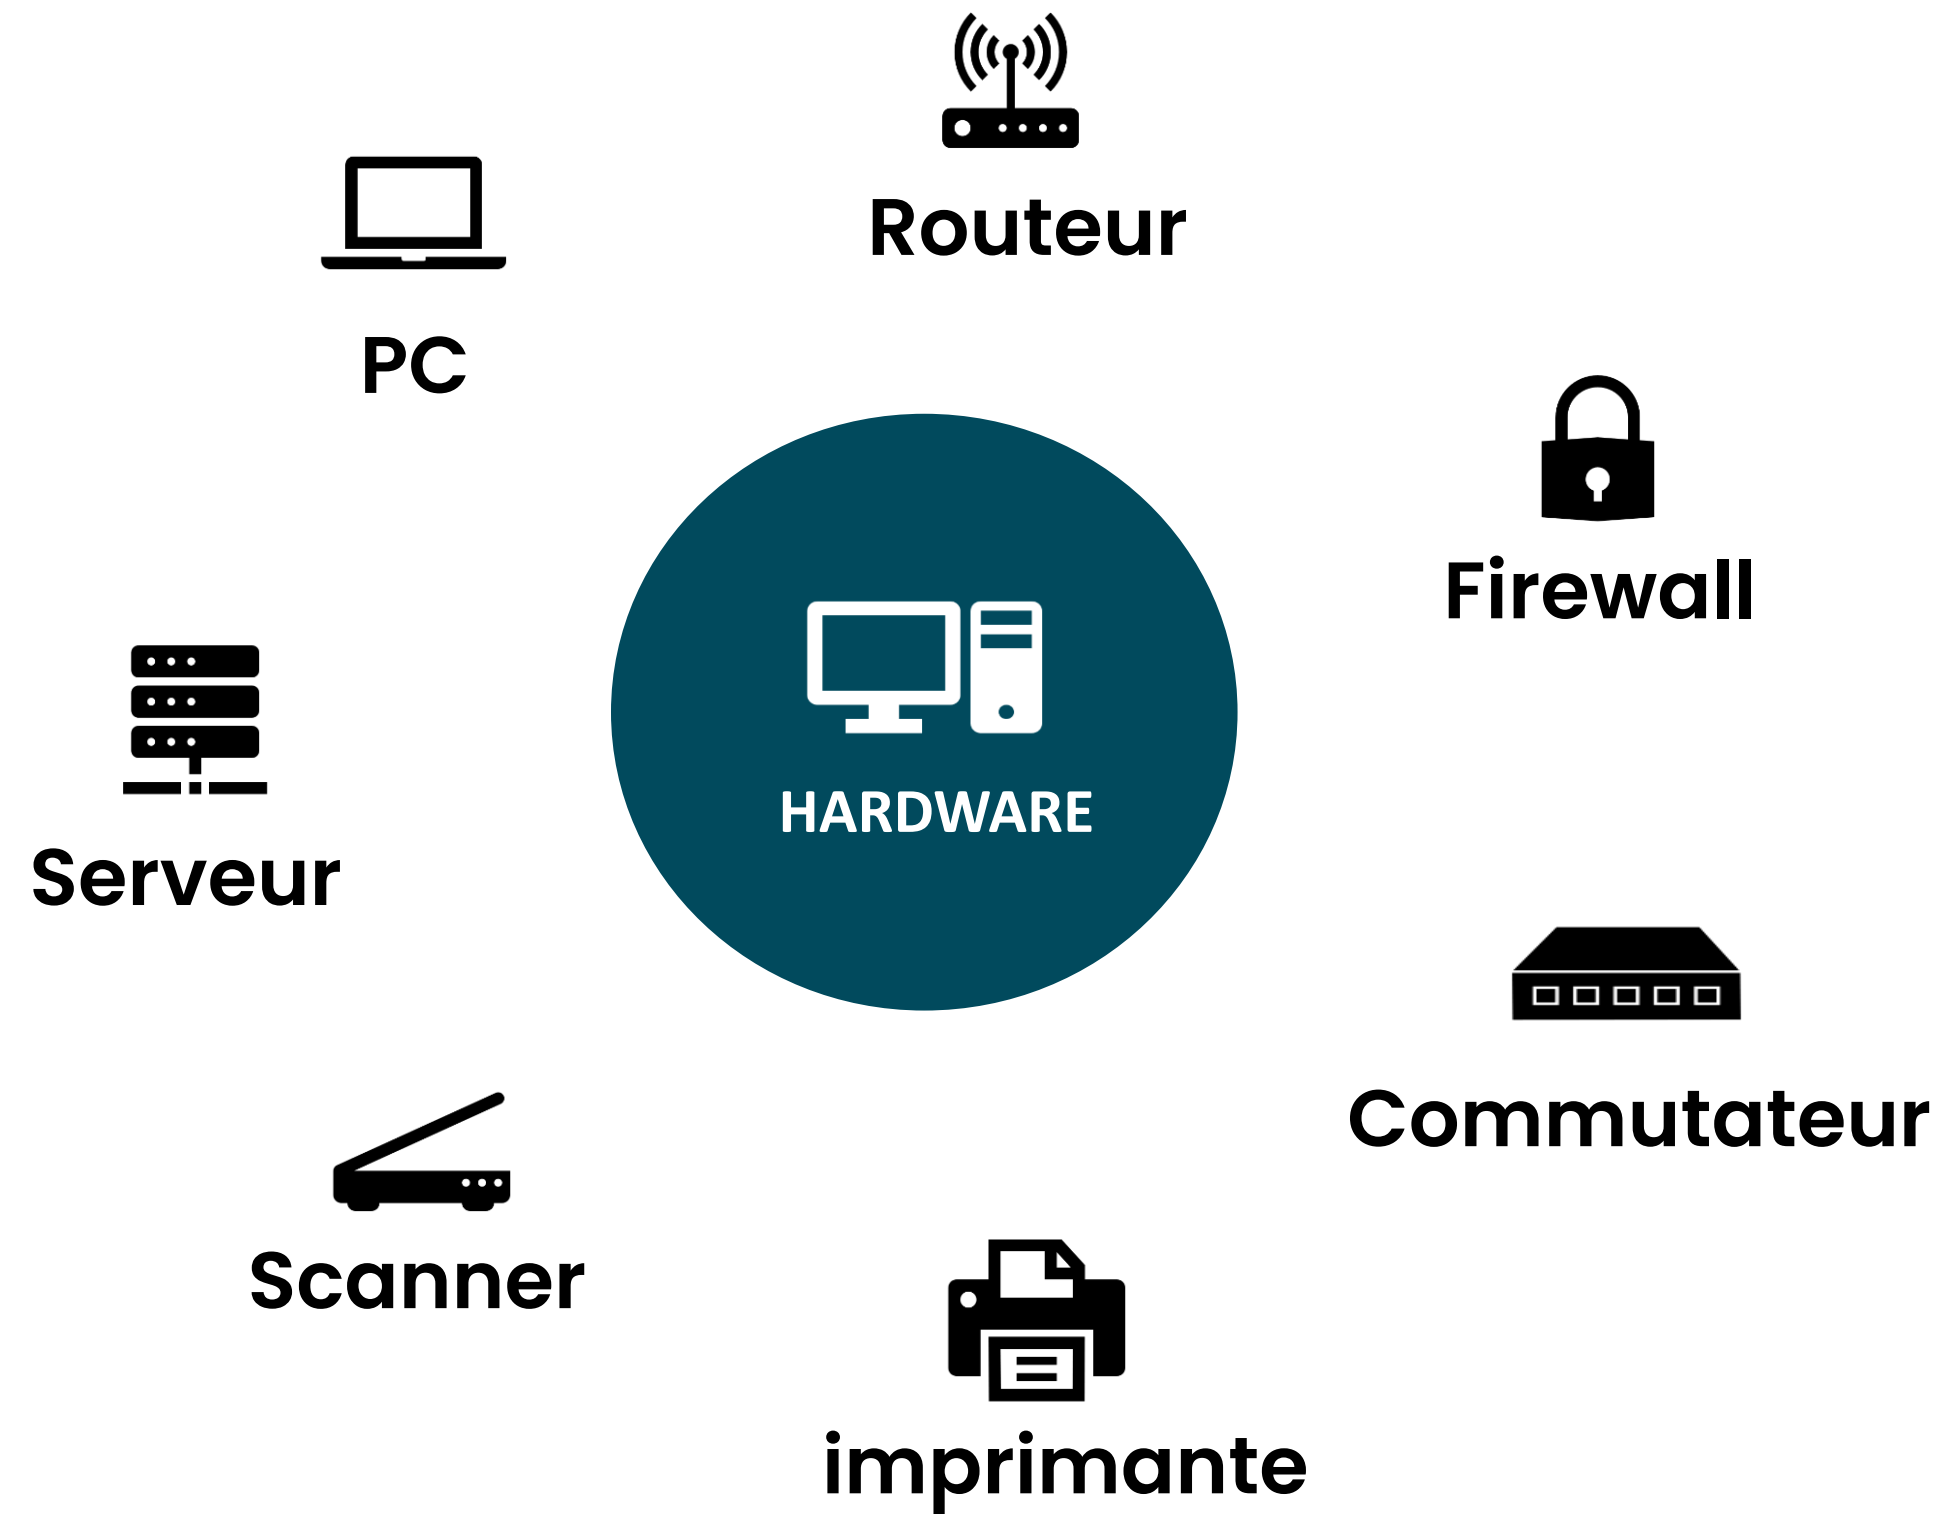 Routeur
PC
Firewall
HARDWARE
Serveur
Commutateur
Scanner
imprimante